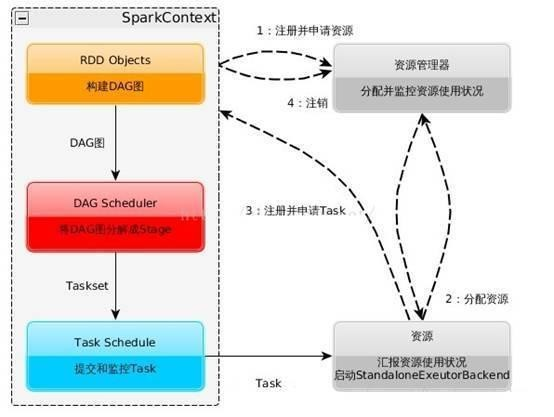 SparkContext
RDD Objects
构建DAG图
DAG图
DAG Scheduler
将DAG图分解成Stage
Taskset
Task Schedule
提交和监控Task
Task
1：注册并申请资源
4：注销
3：注册并申请Task
2：分配资源
资源管理器
分配并监控资源使用状况
资源
汇报资源使用状况
启动StandaloneExeutorBackend